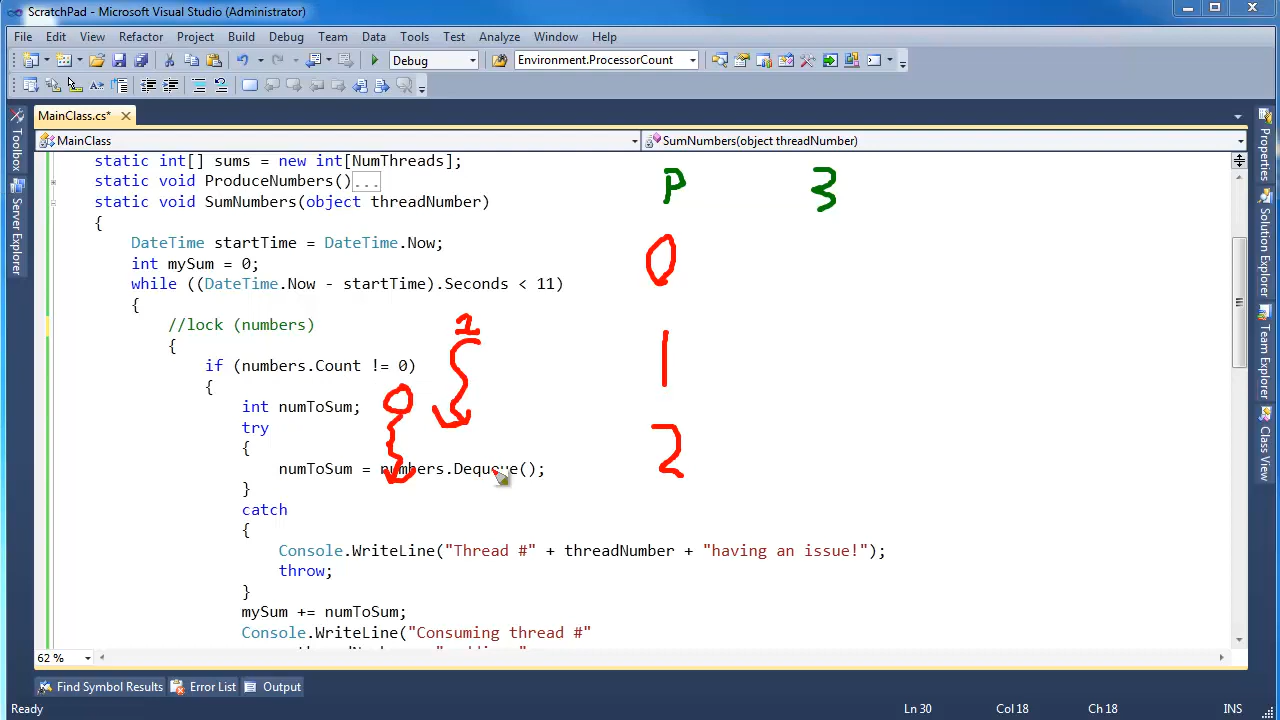 ScratchPad - Microsoft Visual Studio (Administrator)
File Edit View Refactor Project Build Debug Team Data Tools Test Analyze Window Help
Debug Environment.ProcessorCount
MainClass.cs*
MainClass SumNumbers(object threadNumber)
static int[] sums = new int[NumThreads];
static void ProduceNumbers()...
static void SumNumbers(object threadNumber)
{
DateTime startTime = DateTime.Now;
int mySum = 0;
while ((DateTime.Now - startTime).Seconds < 11)
{
//lock (numbers)
{
if (numbers.Count != 0)
{
int numToSum;
try
{
numToSum = numbers.Dequeue();
}
catch
{
Console.WriteLine("Thread #" + threadNumber + "having an issue!");
throw;
}
mySum += numToSum;
Console.WriteLine("Consuming thread #"
P 3
0
1
2
1
0
Toolbox
Server Explorer
Properties
Solution Explorer
Team Explorer
Class View
62 %
Find Symbol Results Error List Output
Ready Ln 30 Col 18 Ch 18 INS